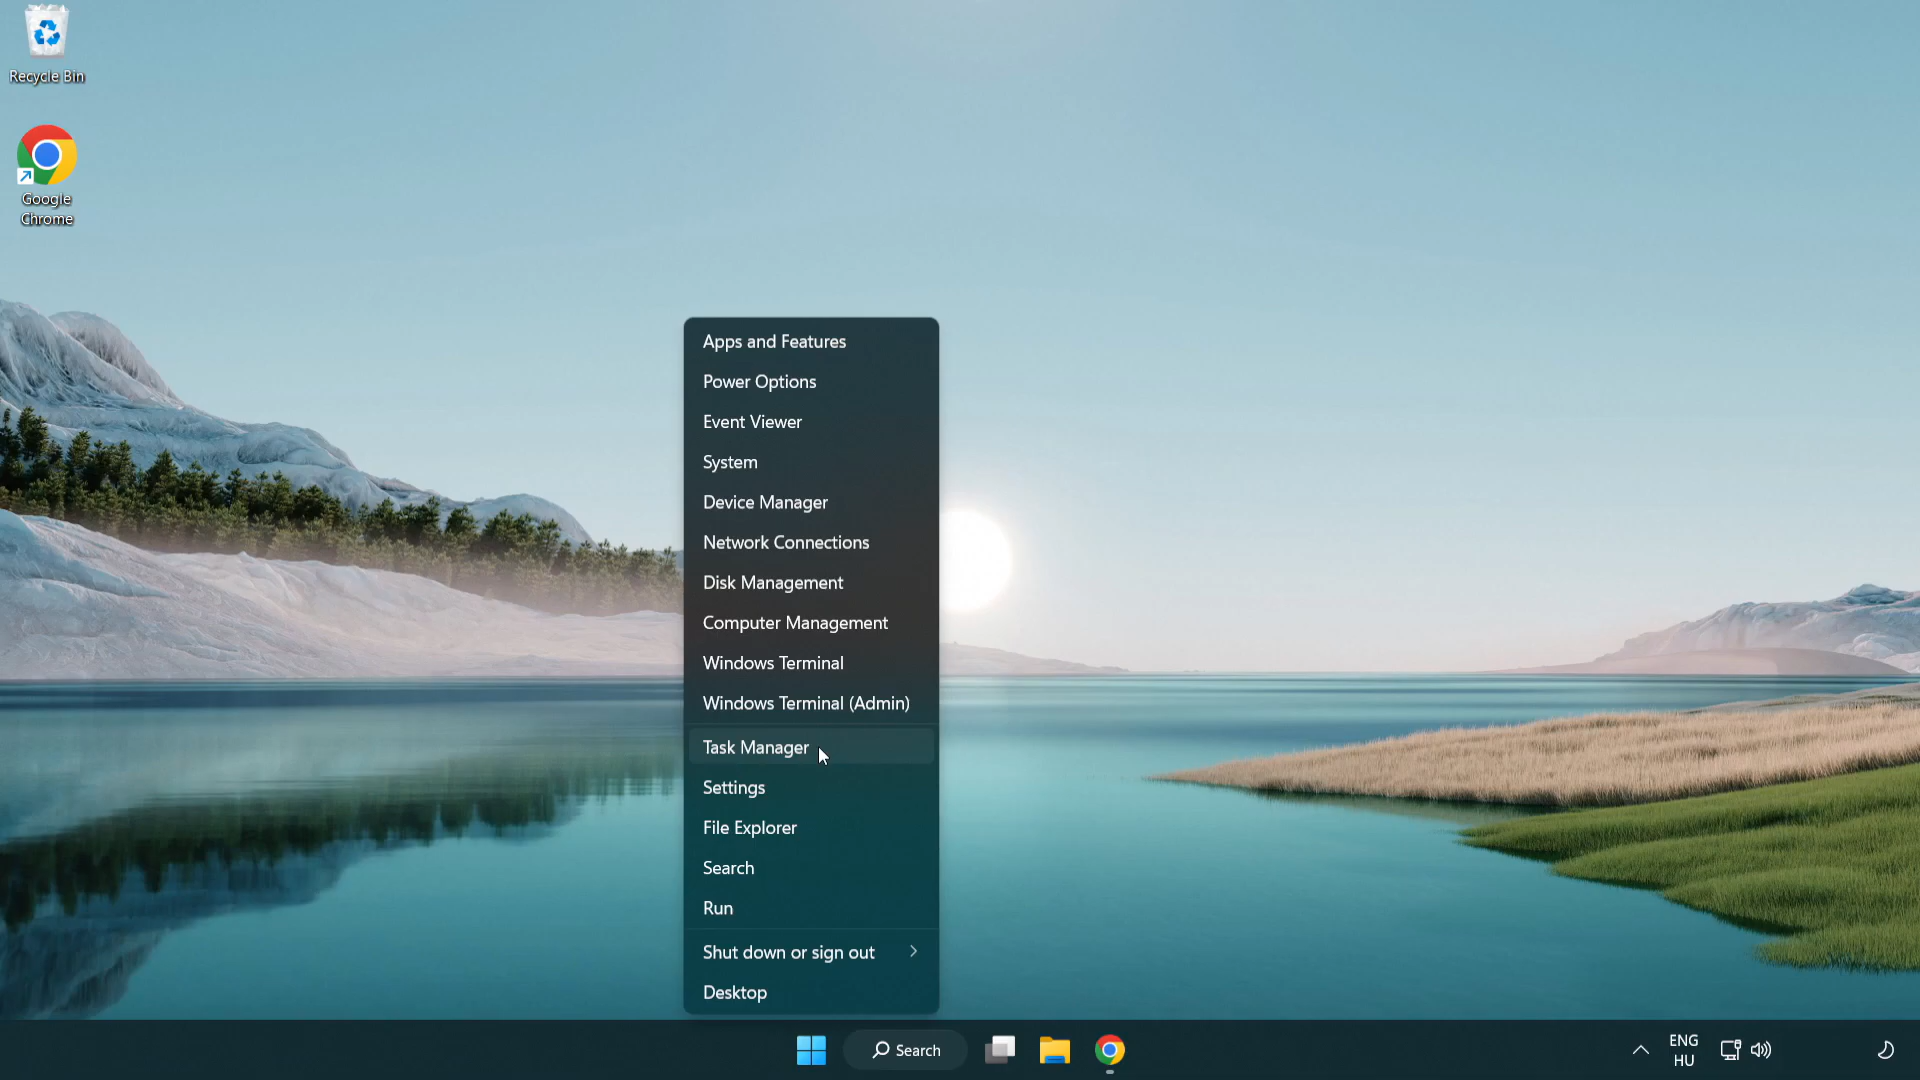 Recycle Bin
Google
Chrome
Apps and Features
Power Options
Event Viewer
System
Device Manager
Network Connections
Disk Management
Computer Management
Windows Terminal
Windows Terminal (Admin)
Task Manager
Settings
File Explorer
Search
Run
Shut down or sign out
Desktop
Search
ENG
HU